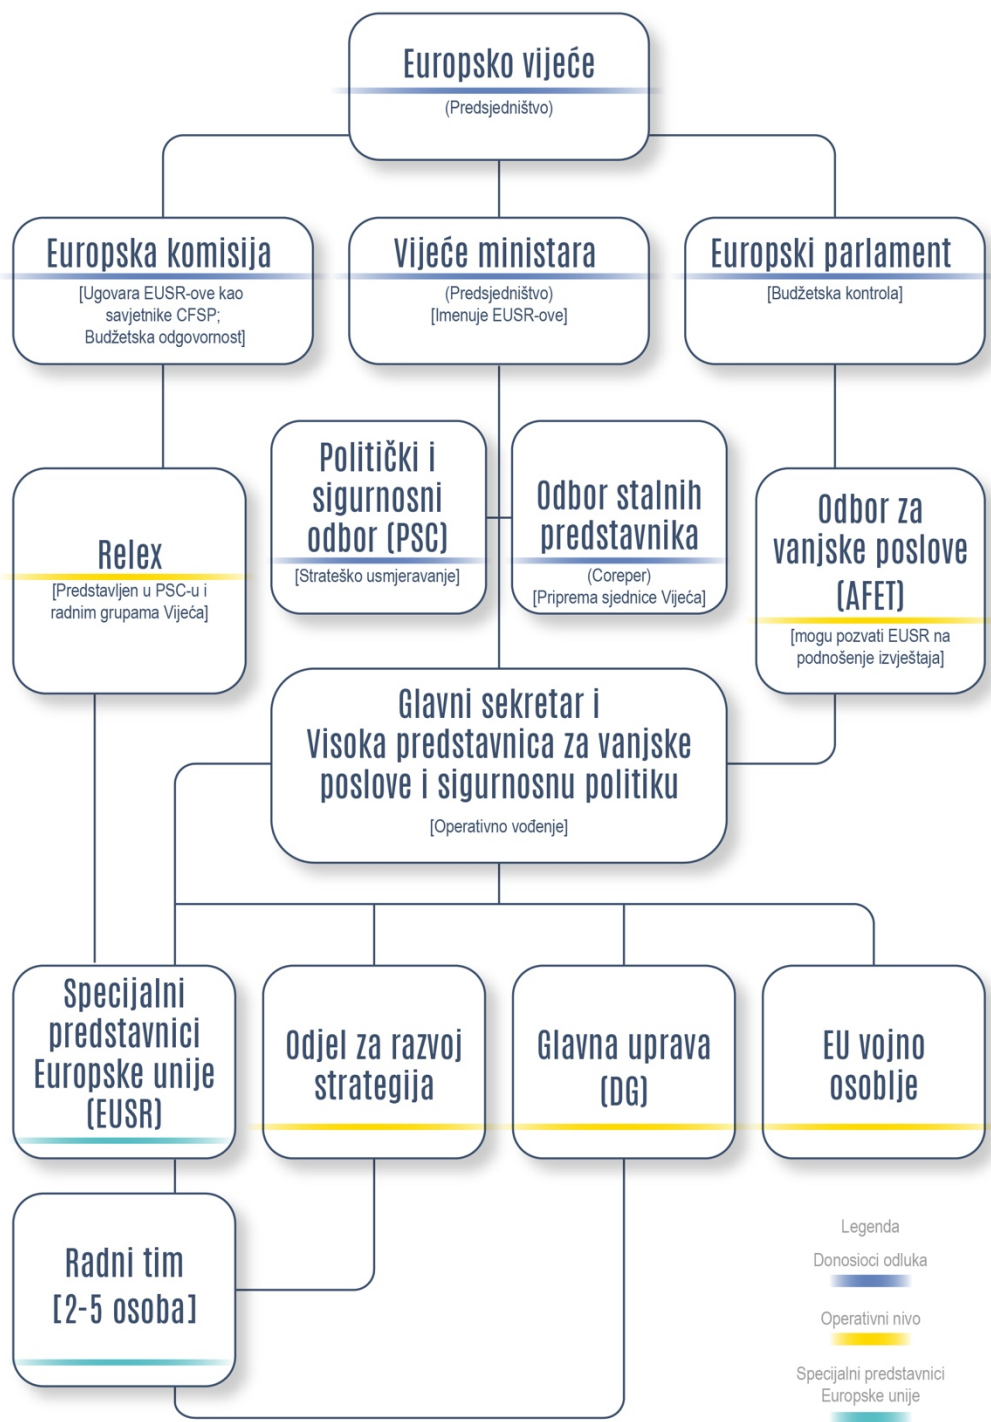 Europsko vijeće
(Predsjedništvo)
Europska komisija
[Ugovara EUSR-ove kao
savjetnike CFSP;
Budžetska odgovornost]
Vijeće ministara
(Predsjedništvo)
[Imenuje EUSR-ove]
Europski parlament
[Budžetska kontrola]
Relex
[Predstavljen u PSC-u i
radnim grupama Vijeća]
Politički i
sigurnosni
odbor (PSC)
[Strateško usmjeravanje]
Odbor stalnih
predstavnika
(Coreper)
[Priprema sjednice Vijeća]
Odbor za
vanjske poslove
(AFET)
[mogu pozvati EUSR na
podnošenje izvještaja]
Glavni sekretar i
Visoka predstavnica za vanjske
poslove i sigurnosnu politiku
[Operativno vođenje]
Specijalni
predstavnici
Europske unije
(EUSR)
Odjel za razvoj
strategija
Glavna uprava
(DG)
EU vojno
osoblje
Radni tim
[2-5 osoba]
Legenda
Donosioci odluka
Operativni nivo
Specijalni predstavnici
Europske unije